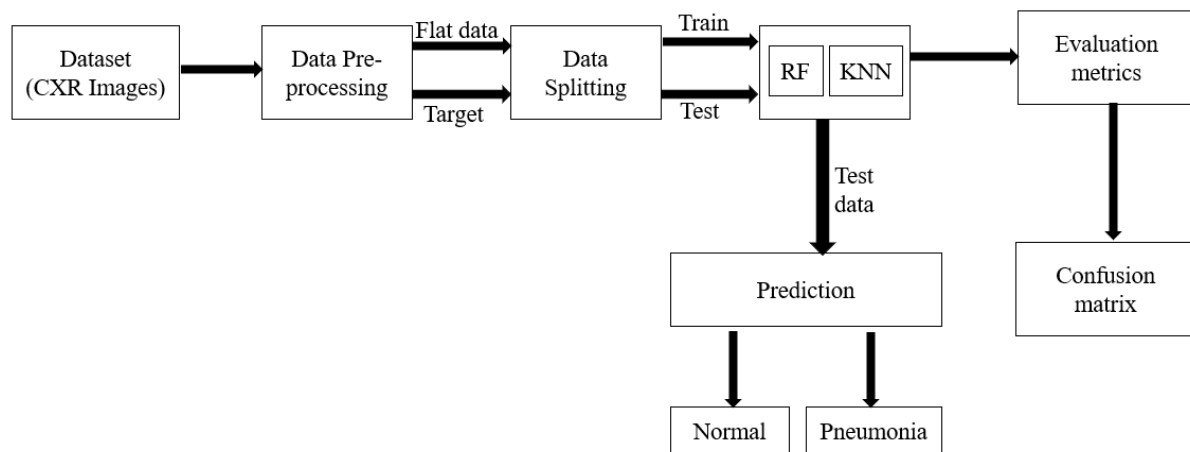 Dataset
(CXR Images)
Data Pre-
processing
Flat data
Target
Data
Splitting
Train
Test
RF
KNN
Evaluation
metrics
Test
data
Prediction
Confusion
matrix
Normal
Pneumonia